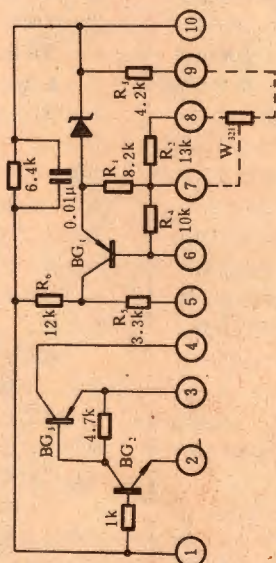 6.4k
0.01μ
R₆
12k
BG₁
R₁
8.2k
R₃
4.2k
BG₃
4.7k
BG₂
1k
R₅
3.3k
R₄
10k
R₂
13k
① ② ③ ④ ⑤ ⑥ ⑦ ⑧ ⑨ ⑩
W₃₂₁